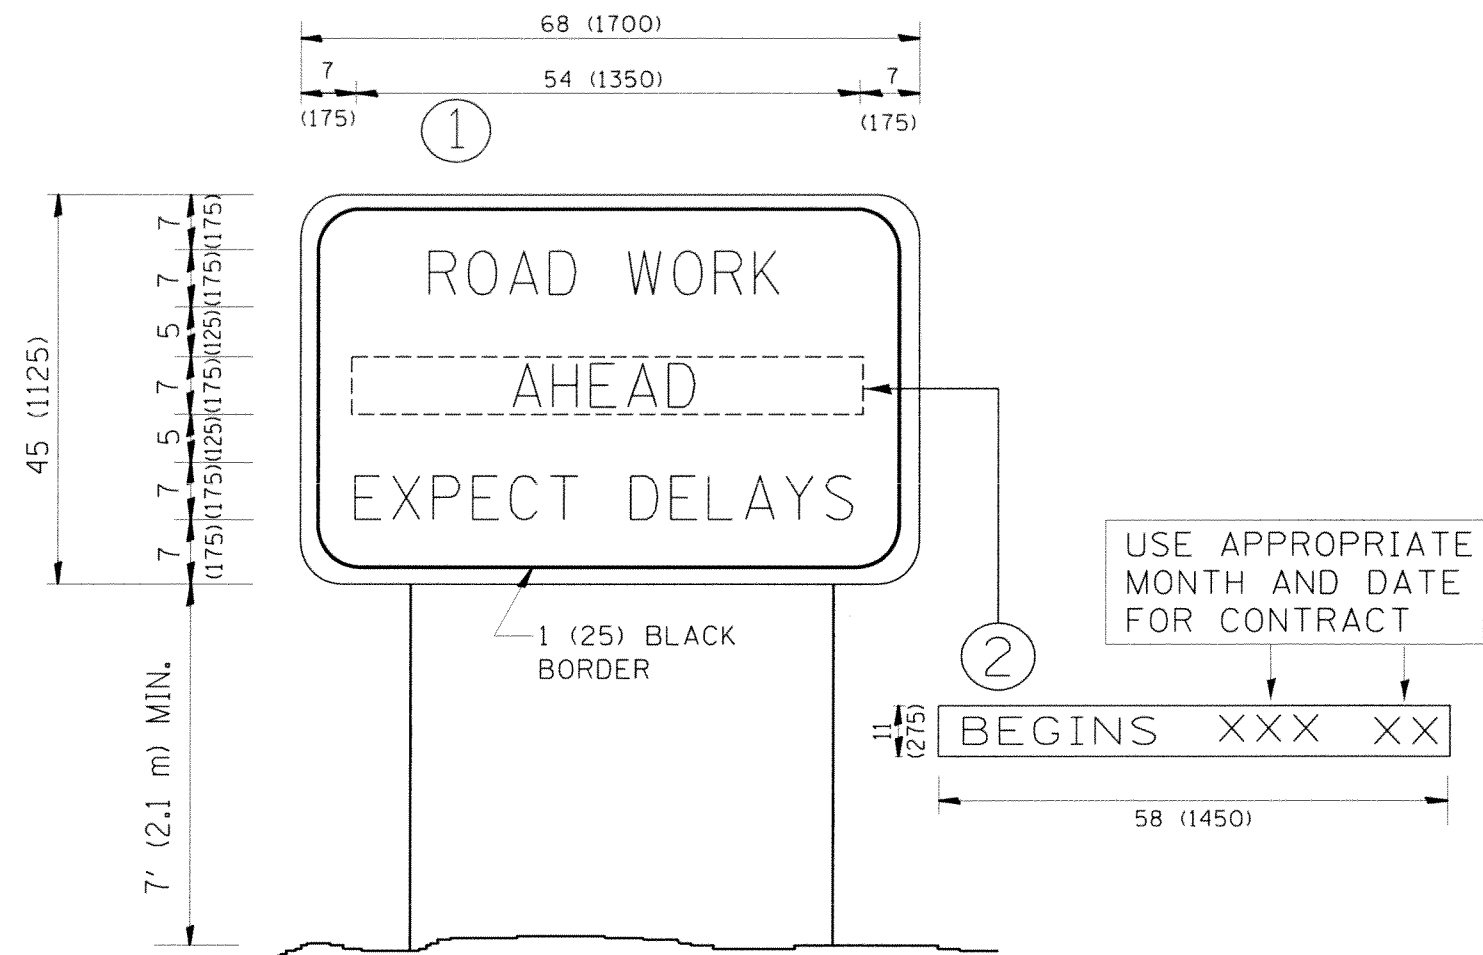 68 (1700)
7
54 (1350)
7
(175)
(175)
1
7 (175)
7 (175)
5 (125)
7 (175)
5 (125)
7 (175)
7 (175)
45 (1125)
ROAD WORK
AHEAD
EXPECT DELAYS
1 (25) BLACK
BORDER
7' (2.1 m) MIN.
USE APPROPRIATE
MONTH AND DATE
FOR CONTRACT
2
11
(275)
BEGINS XXX XX
58 (1450)